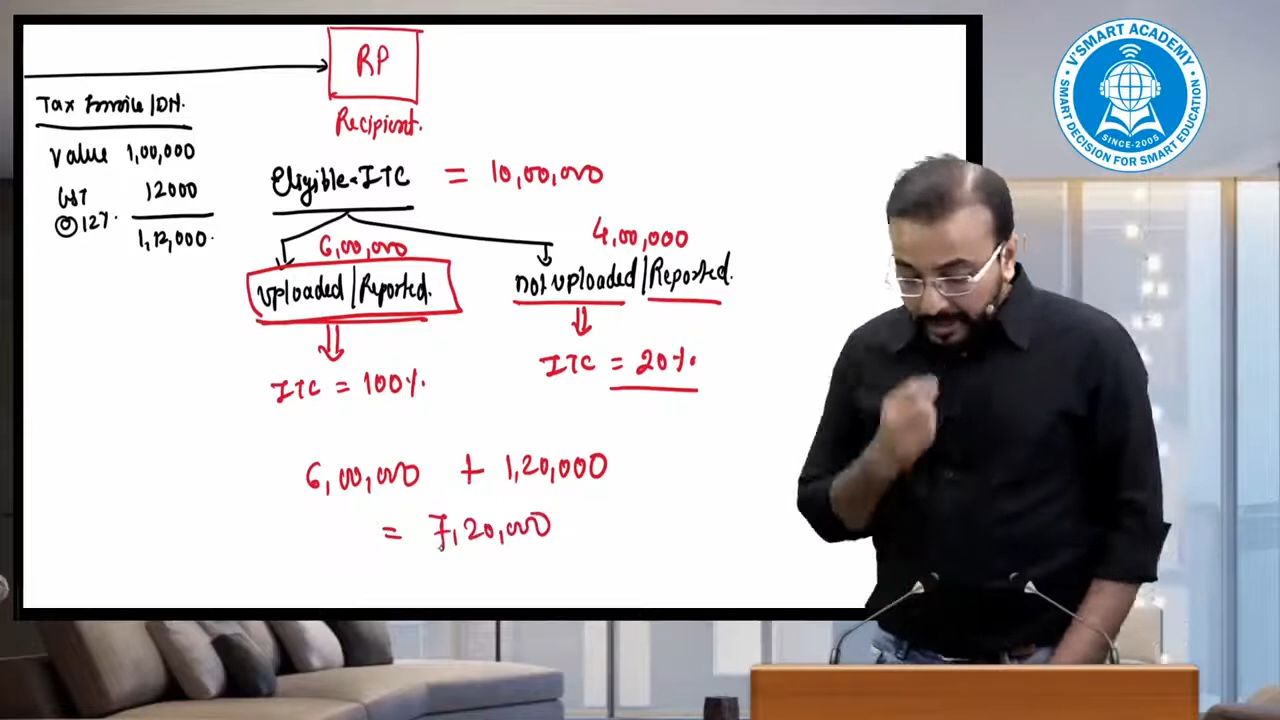 RP
Recipient.
Tax Invoice/DN.
Value 1,00,000
GST 12000
@12%.
1,12,000.
Eligible ITC = 10,00,000
6,00,000
4,00,000
Uploaded/Reported.
not uploaded/Reported.
ITC = 100%.
ITC = 20%.
6,00,000 + 1,20,000
= 7,20,000
V'SMART ACADEMY
SINCE-2005
SMART DECISION FOR SMART EDUCATION